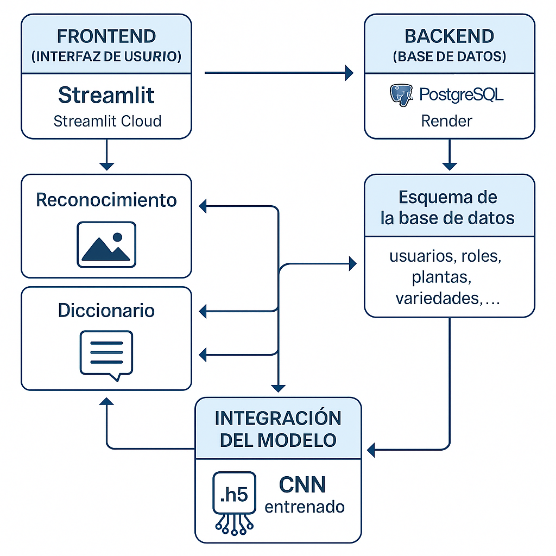 FRONTEND
(INTERFAZ DE USURIO)
Streamlit
Streamlit Cloud
BACKEND
(BASE DE DATOS)
PostgreSQL
Render
Reconocimiento
Diccionario
Esquema de
la base de datos
usuarios, roles,
plantas,
variedades,...
INTEGRACIÓN
DEL MODELO
.h5
CNN
entrenado